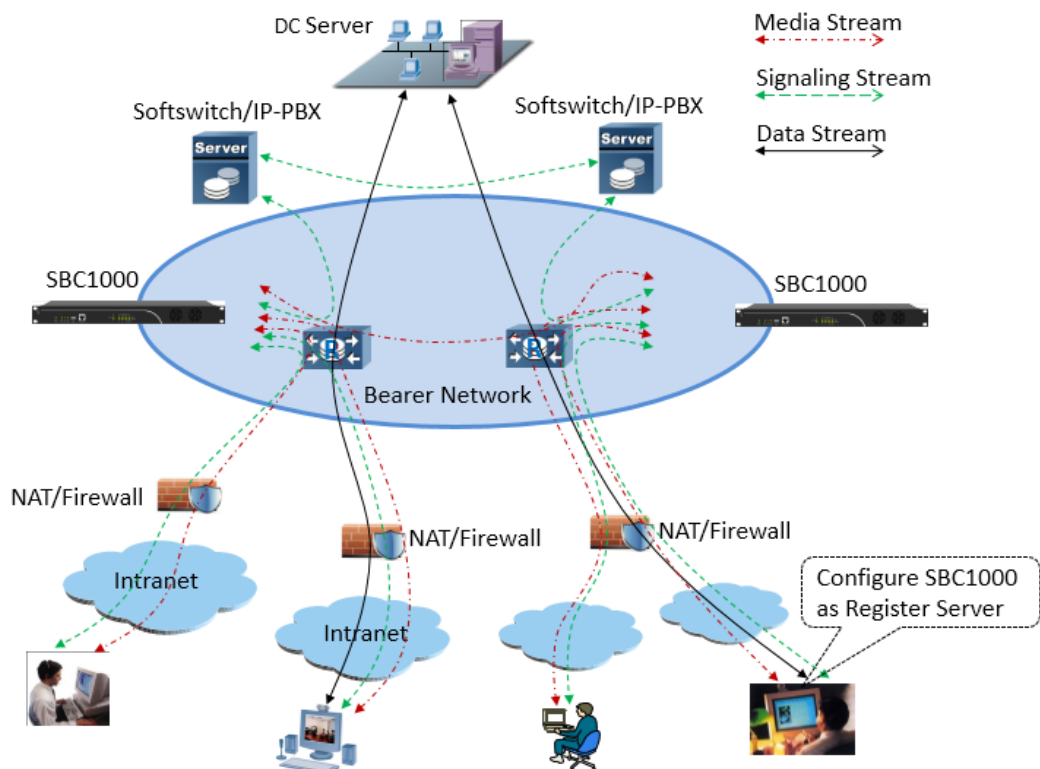 DC Server
Media Stream
Signaling Stream
Data Stream
Softswitch/IP-PBX
Softswitch/IP-PBX
Server
Server
SBC1000
SBC1000
R
R
Bearer Network
NAT/Firewall
NAT/Firewall
NAT/Firewall
Intranet
Intranet
Configure SBC1000
as Register Server